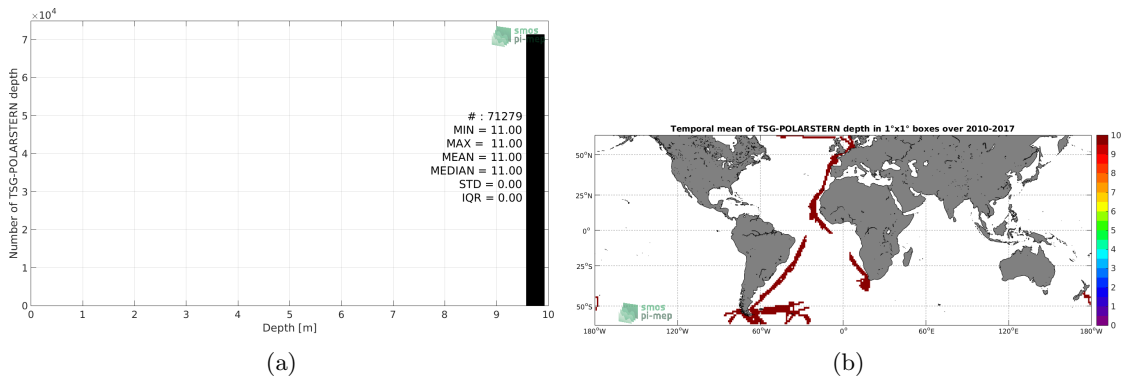 ×10⁴
7
6
5
4
3
2
1
0
Number of TSG-POLARSTERN depth
smos
pi-mep
# : 71279
MIN = 11.00
MAX = 11.00
MEAN = 11.00
MEDIAN = 11.00
STD = 0.00
IQR = 0.00
0 1 2 3 4 5 6 7 8 9 10
Depth [m]
(a)
Temporal mean of TSG-POLARSTERN depth in 1°x1° boxes over 2010-2017
50°N
25°N
0°
25°S
50°S
180°W 120°W 60°W 0° 60°E 120°E 180°W
smos
pi-mep
10
9
8
7
6
5
4
3
2
1
0
(b)